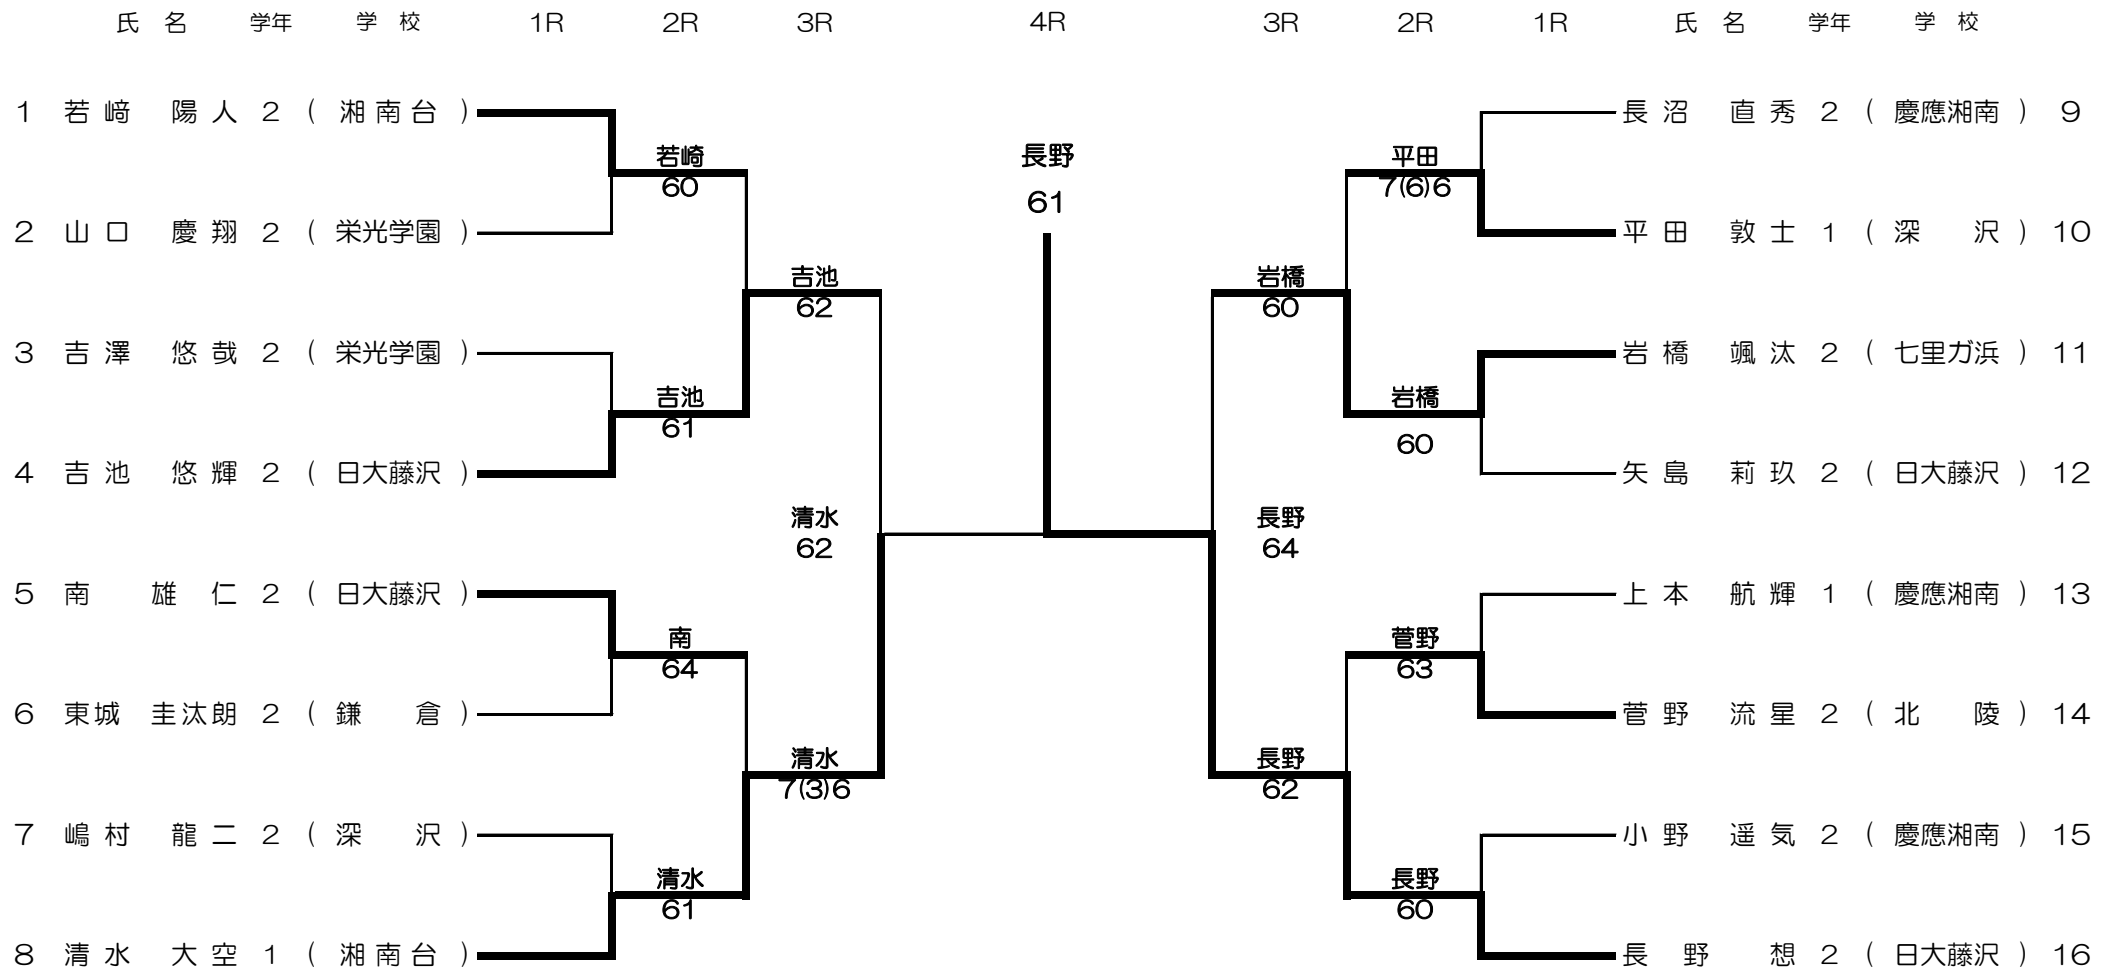 氏 名 学年 学 校 1R 2R 3R 4R 3R 2R 1R 氏 名 学年 学 校
1 若﨑 陽人 2 ( 湘南台 ) 長沼 直秀 2 ( 慶應湘南 ) 9
若崎 長野 平田
60 61 7(6)6
2 山口 慶翔 2 ( 栄光学園 ) 平田 敦士 1 ( 深 沢 ) 10
吉池 岩橋
62 60
3 吉澤 悠哉 2 ( 栄光学園 ) 岩橋 颯汰 2 ( 七里ガ浜 ) 11
吉池 岩橋
61 60
4 吉池 悠輝 2 ( 日大藤沢 ) 矢島 莉玖 2 ( 日大藤沢 ) 12
清水 長野
62 64
5 南 雄仁 2 ( 日大藤沢 ) 上本 航輝 1 ( 慶應湘南 ) 13
南 菅野
64 63
6 東城 圭汰朗 2 ( 鎌 倉 ) 菅野 流星 2 ( 北 陵 ) 14
清水 長野
7(3)6 62
7 嶋村 龍二 2 ( 深 沢 ) 小野 遥気 2 ( 慶應湘南 ) 15
清水 長野
61 60
8 清水 大空 1 ( 湘南台 ) 長野 想 2 ( 日大藤沢 ) 16